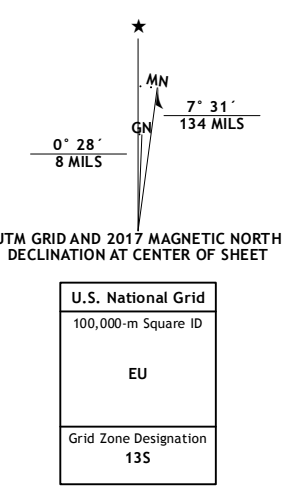 ★
MN
7° 31´
134 MILS
GN
0° 28´
8 MILS
UTM GRID AND 2017 MAGNETIC NORTH
DECLINATION AT CENTER OF SHEET
U.S. National Grid
100,000-m Square ID
EU
Grid Zone Designation
13S